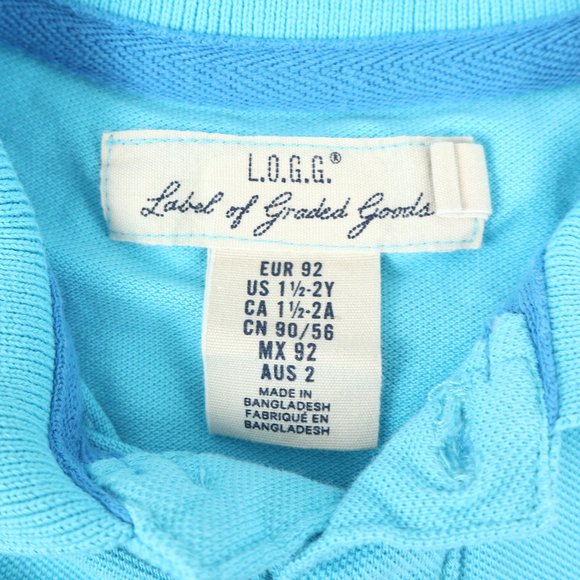 L.O.G.G.®
Label of Graded Goods
EUR 92
US 1½-2Y
CA 1½-2A
CN 90/56
MX 92
AUS 2
MADE IN
BANGLADESH
FABRIQUÉ EN
BANGLADESH